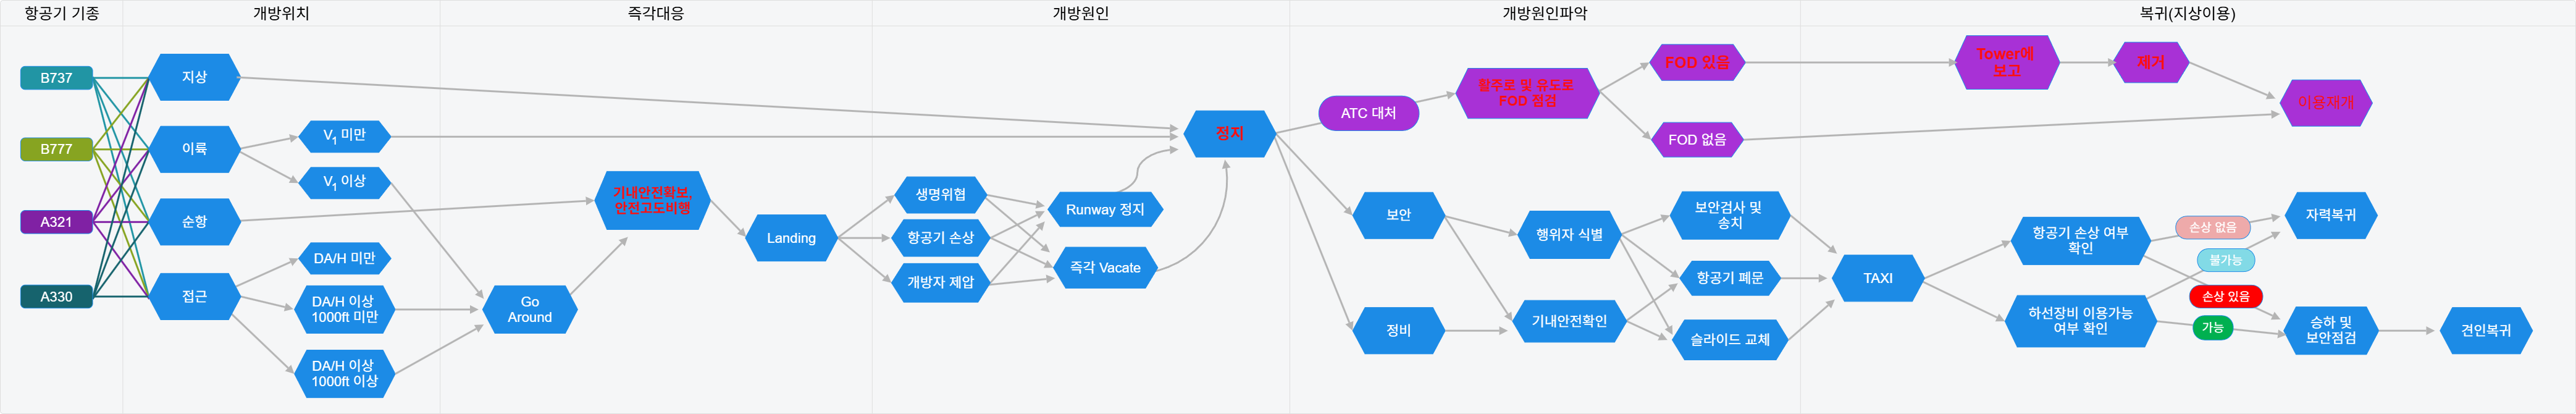 항공기 기종
개방위치
즉각대응
개방원인
개방원인파악
복귀(지상이용)
B737
B777
A321
A330
지상
이륙
순항
접근
V1 미만
V1 이상
DA/H 미만
DA/H 이상
1000ft 미만
DA/H 이상
1000ft 이상
Go
Around
기내안전확보,
안전고도비행
Landing
생명위협
항공기 손상
개방자 제압
Runway 정지
즉각 Vacate
정지
ATC 대처
활주로 및 유도로
FOD 점검
FOD 있음
FOD 없음
보안
정비
행위자 식별
기내안전확인
보안검사 및
송치
항공기 폐문
슬라이드 교체
TAXI
Tower에
보고
제거
이용재개
항공기 손상 여부
확인
하선장비 이용가능
여부 확인
손상 없음
불가능
손상 있음
가능
자력복귀
승하 및
보안점검
견인복귀